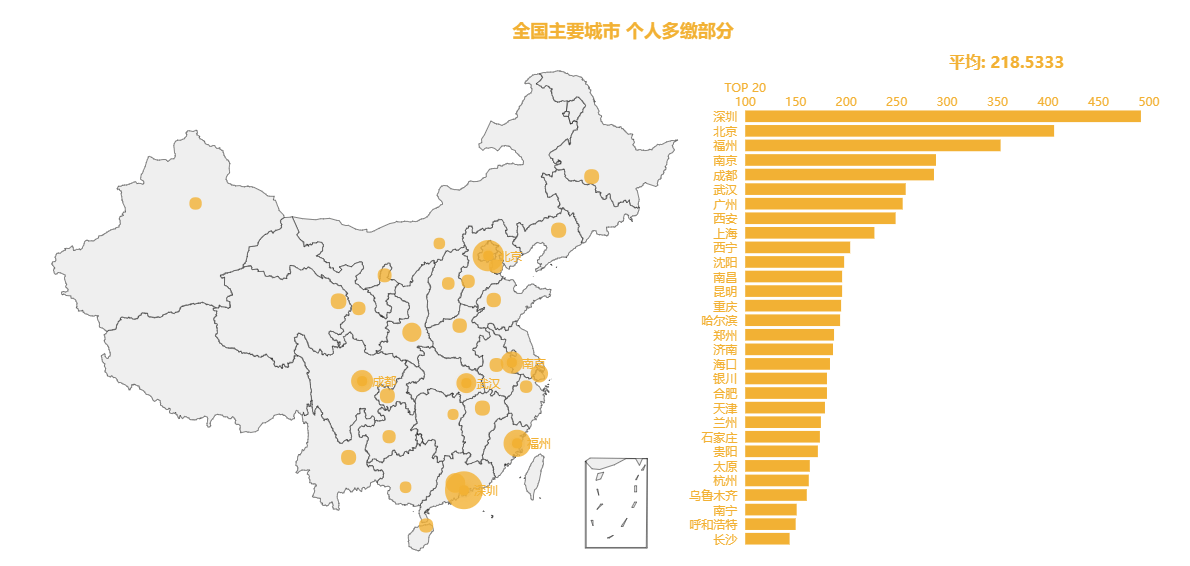 全国主要城市 个人多缴部分
平均: 218.5333
TOP 20
100 150 200 250 300 350 400 450 500
深圳
北京
福州
南京
成都
武汉
广州
西安
上海
西宁
沈阳
南昌
昆明
重庆
哈尔滨
郑州
济南
海口
银川
合肥
天津
兰州
石家庄
贵阳
太原
杭州
乌鲁木齐
南宁
呼和浩特
长沙
北京
南京
成都
武汉
福州
深圳